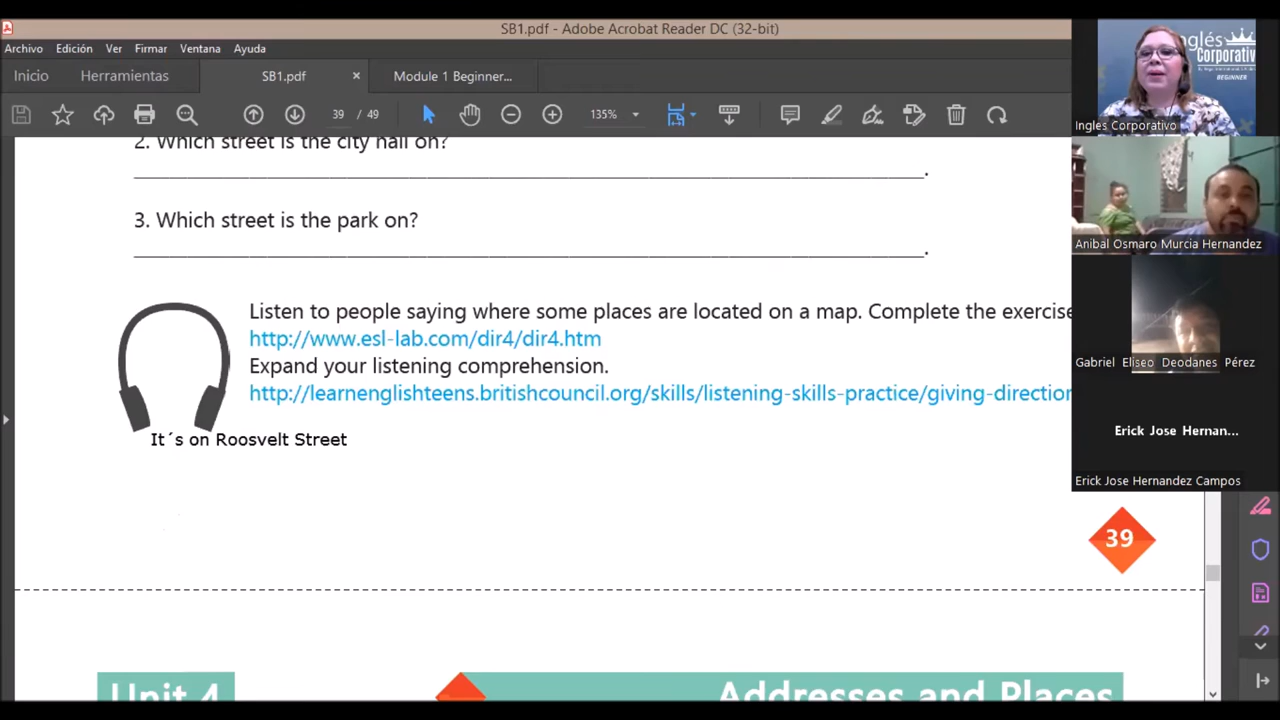 SB1.pdf - Adobe Acrobat Reader DC (32-bit)
Archivo Edición Ver Firmar Ventana Ayuda
Inicio Herramientas SB1.pdf × Module 1 Beginner...
39 / 49 135%
2. Which street is the city hall on?
3. Which street is the park on?
Listen to people saying where some places are located on a map. Complete the exercise
http://www.esl-lab.com/dir4/dir4.htm
Expand your listening comprehension.
http://learnenglishteens.britishcouncil.org/skills/listening-skills-practice/giving-direction
It´s on Roosvelt Street
39
Unit 4
Addresses and Places
Inglés
Corporativo
BEGINNER
Ingles Corporativo
Anibal Osmaro Murcia Hernandez
Gabriel Eliseo Deodanes Pérez
Erick Jose Hernan...
Erick Jose Hernandez Campos